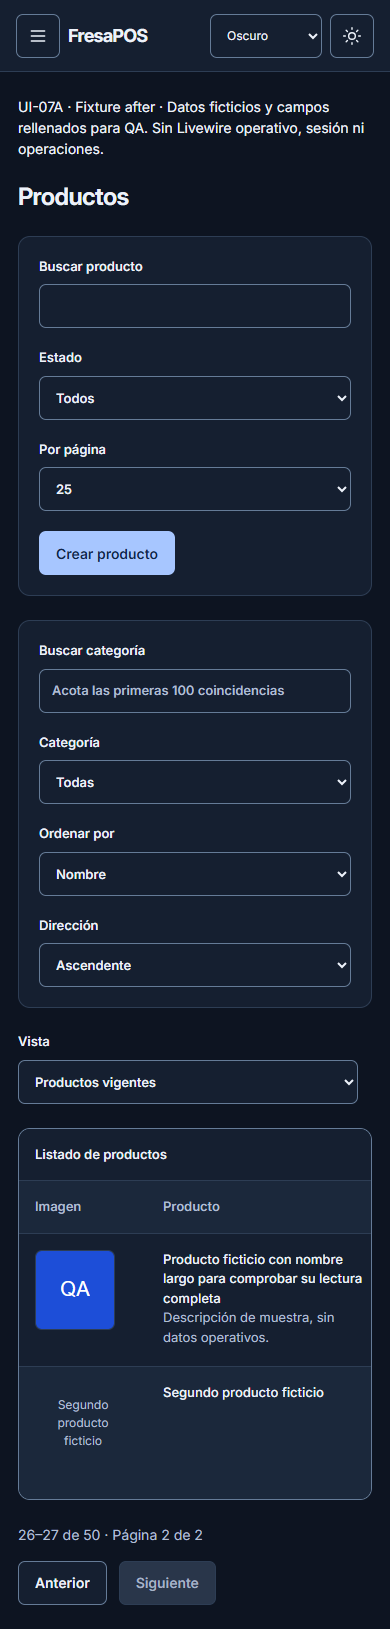 FresaPOS
Oscuro
UI-07A · Fixture after · Datos ficticios y campos
rellenados para QA. Sin Livewire operativo, sesión ni
operaciones.
Productos
Buscar producto
Estado
Todos
Por página
25
Crear producto
Buscar categoría
Acota las primeras 100 coincidencias
Categoría
Todas
Ordenar por
Nombre
Dirección
Ascendente
Vista
Productos vigentes
Listado de productos
Imagen
Producto
QA
Producto ficticio con nombre
largo para comprobar su lectura
completa
Descripción de muestra, sin
datos operativos.
Segundo
producto
ficticio
Segundo producto ficticio
26–27 de 50 · Página 2 de 2
Anterior
Siguiente